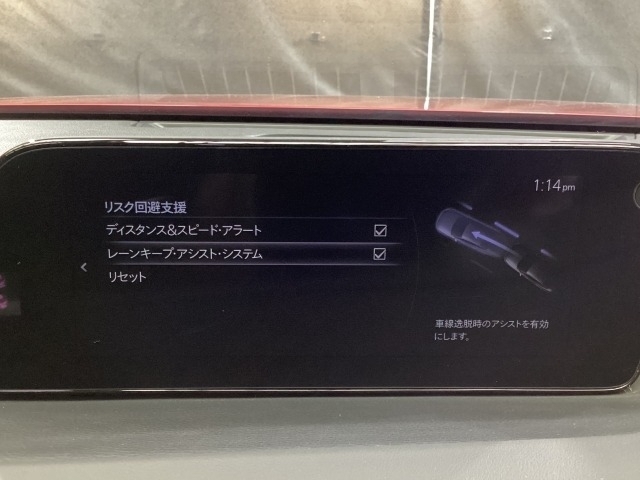 1:14pm
リスク回避支援
ディスタンス&スピード・アラート
レーンキープ・アシスト・システム
リセット
車線逸脱時のアシストを有効
にします。